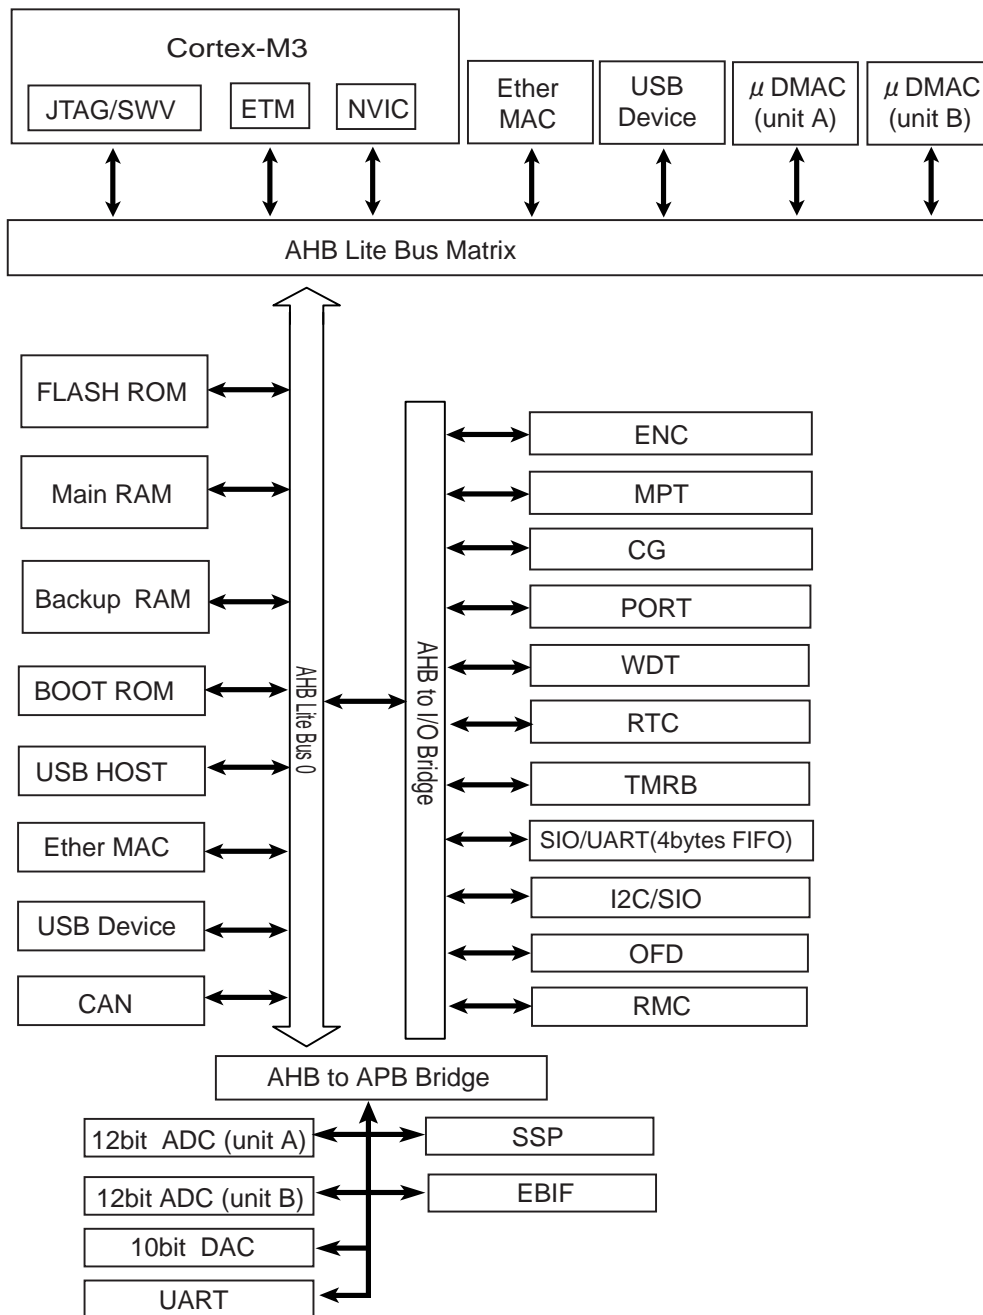 Cortex-M3
JTAG/SWV
ETM
NVIC
Ether
MAC
USB
Device
μ DMAC
(unit A)
μ DMAC
(unit B)
AHB Lite Bus Matrix
FLASH ROM
Main RAM
Backup RAM
BOOT ROM
USB HOST
Ether MAC
USB Device
CAN
AHB Lite Bus 0
AHB to I/O Bridge
ENC
MPT
CG
PORT
WDT
RTC
TMRB
SIO/UART(4bytes FIFO)
I2C/SIO
OFD
RMC
AHB to APB Bridge
12bit ADC (unit A)
12bit ADC (unit B)
10bit DAC
UART
SSP
EBIF